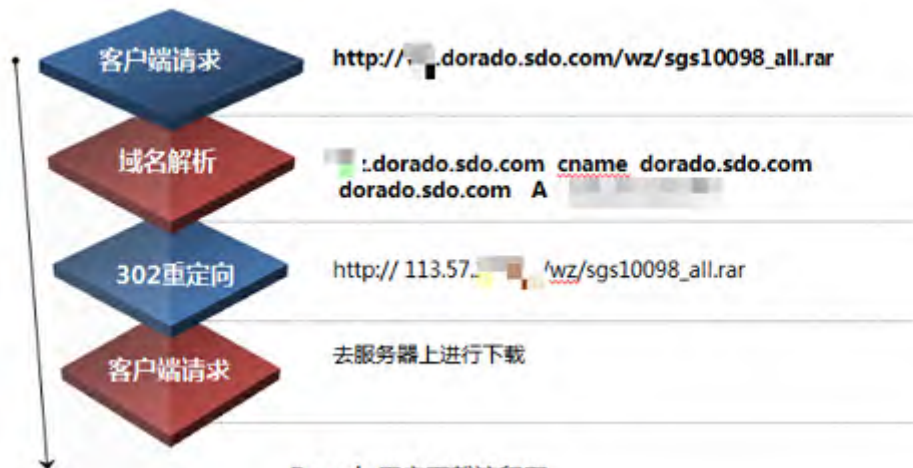 客户端请求 http:// .dorado.sdo.com/wz/sgs10098_all.rar
域名解析 .dorado.sdo.com cname dorado.sdo.com
dorado.sdo.com A
302重定向 http:// 113.57. /wz/sgs10098_all.rar
客户端请求 去服务器上进行下载